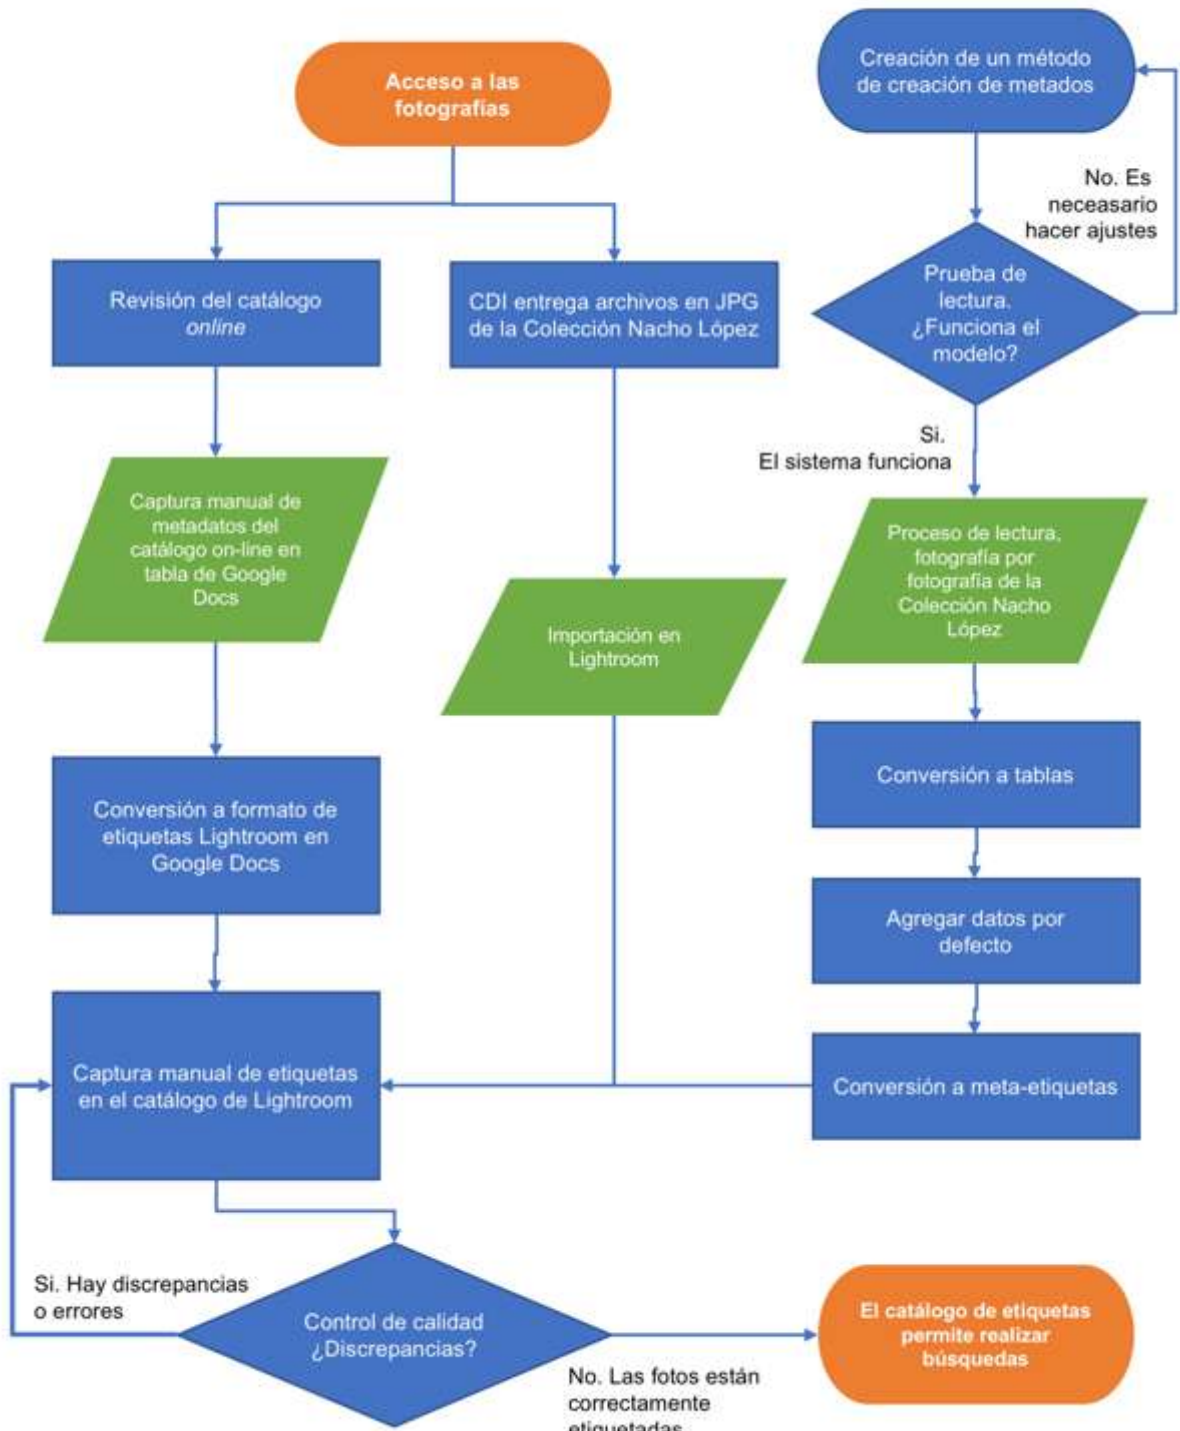 Acceso a las
fotografías
Creación de un método
de creación de metados
No. Es
neceasario
hacer ajustes
Revisión del catálogo
online
CDI entrega archivos en JPG
de la Colección Nacho López
Prueba de
lectura.
¿Funciona el
modelo?
Si.
El sistema funciona
Captura manual de
metadatos del
catálogo on-line en
tabla de Google
Docs
Importación en
Lightroom
Proceso de lectura,
fotografía por
fotografía de la
Colección Nacho
López
Conversión a tablas
Conversión a formato de
etiquetas Lightroom en
Google Docs
Agregar datos por
defecto
Captura manual de etiquetas
en el catálogo de Lightroom
Conversión a meta-etiquetas
Si. Hay discrepancias
o errores
Control de calidad
¿Discrepancias?
El catálogo de etiquetas
permite realizar
búsquedas
No. Las fotos están
correctamente
etiquetadas